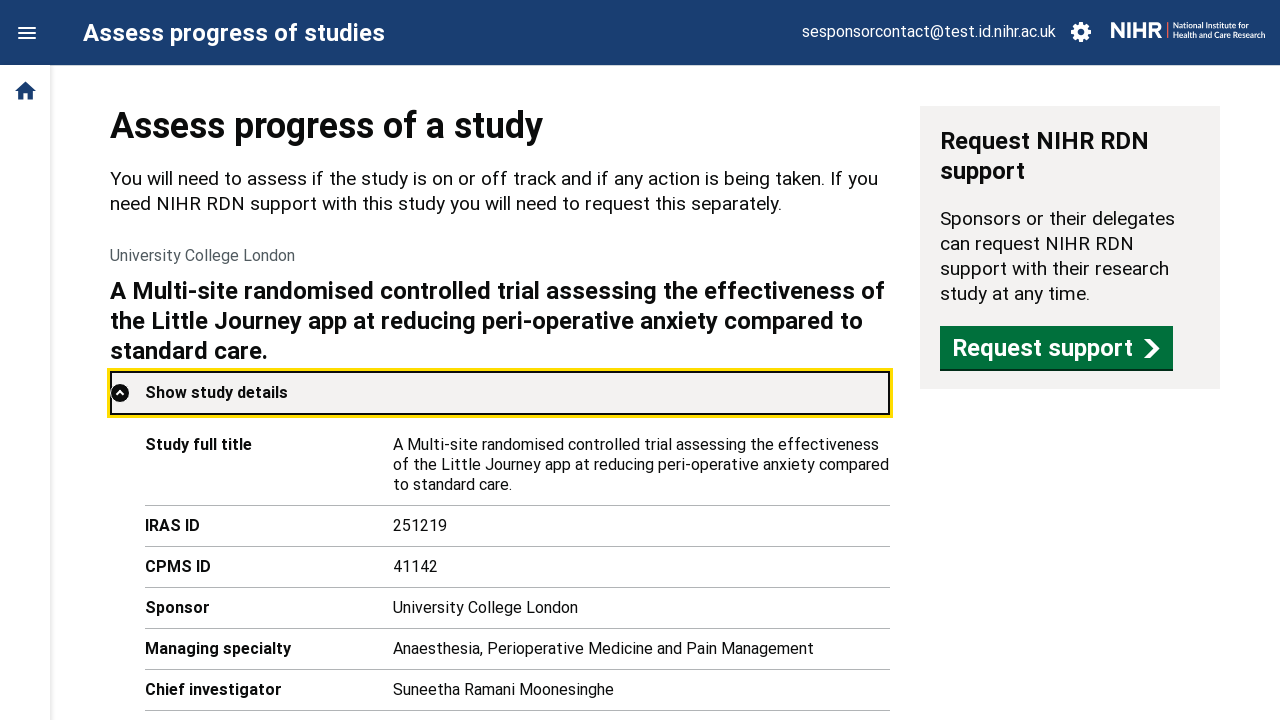 Assess progress of studies
sesponsorcontact@test.id.nihr.ac.uk
NIHR | National Institute for
Health and Care Research
Assess progress of a study
You will need to assess if the study is on or off track and if any action is being taken. If you
need NIHR RDN support with this study you will need to request this separately.
University College London
A Multi-site randomised controlled trial assessing the effectiveness of
the Little Journey app at reducing peri-operative anxiety compared to
standard care.
Show study details
Study full title
A Multi-site randomised controlled trial assessing the effectiveness
of the Little Journey app at reducing peri-operative anxiety compared
to standard care.
IRAS ID
251219
CPMS ID
41142
Sponsor
University College London
Managing specialty
Anaesthesia, Perioperative Medicine and Pain Management
Chief investigator
Suneetha Ramani Moonesinghe
Request NIHR RDN
support
Sponsors or their delegates
can request NIHR RDN
support with their research
study at any time.
Request support